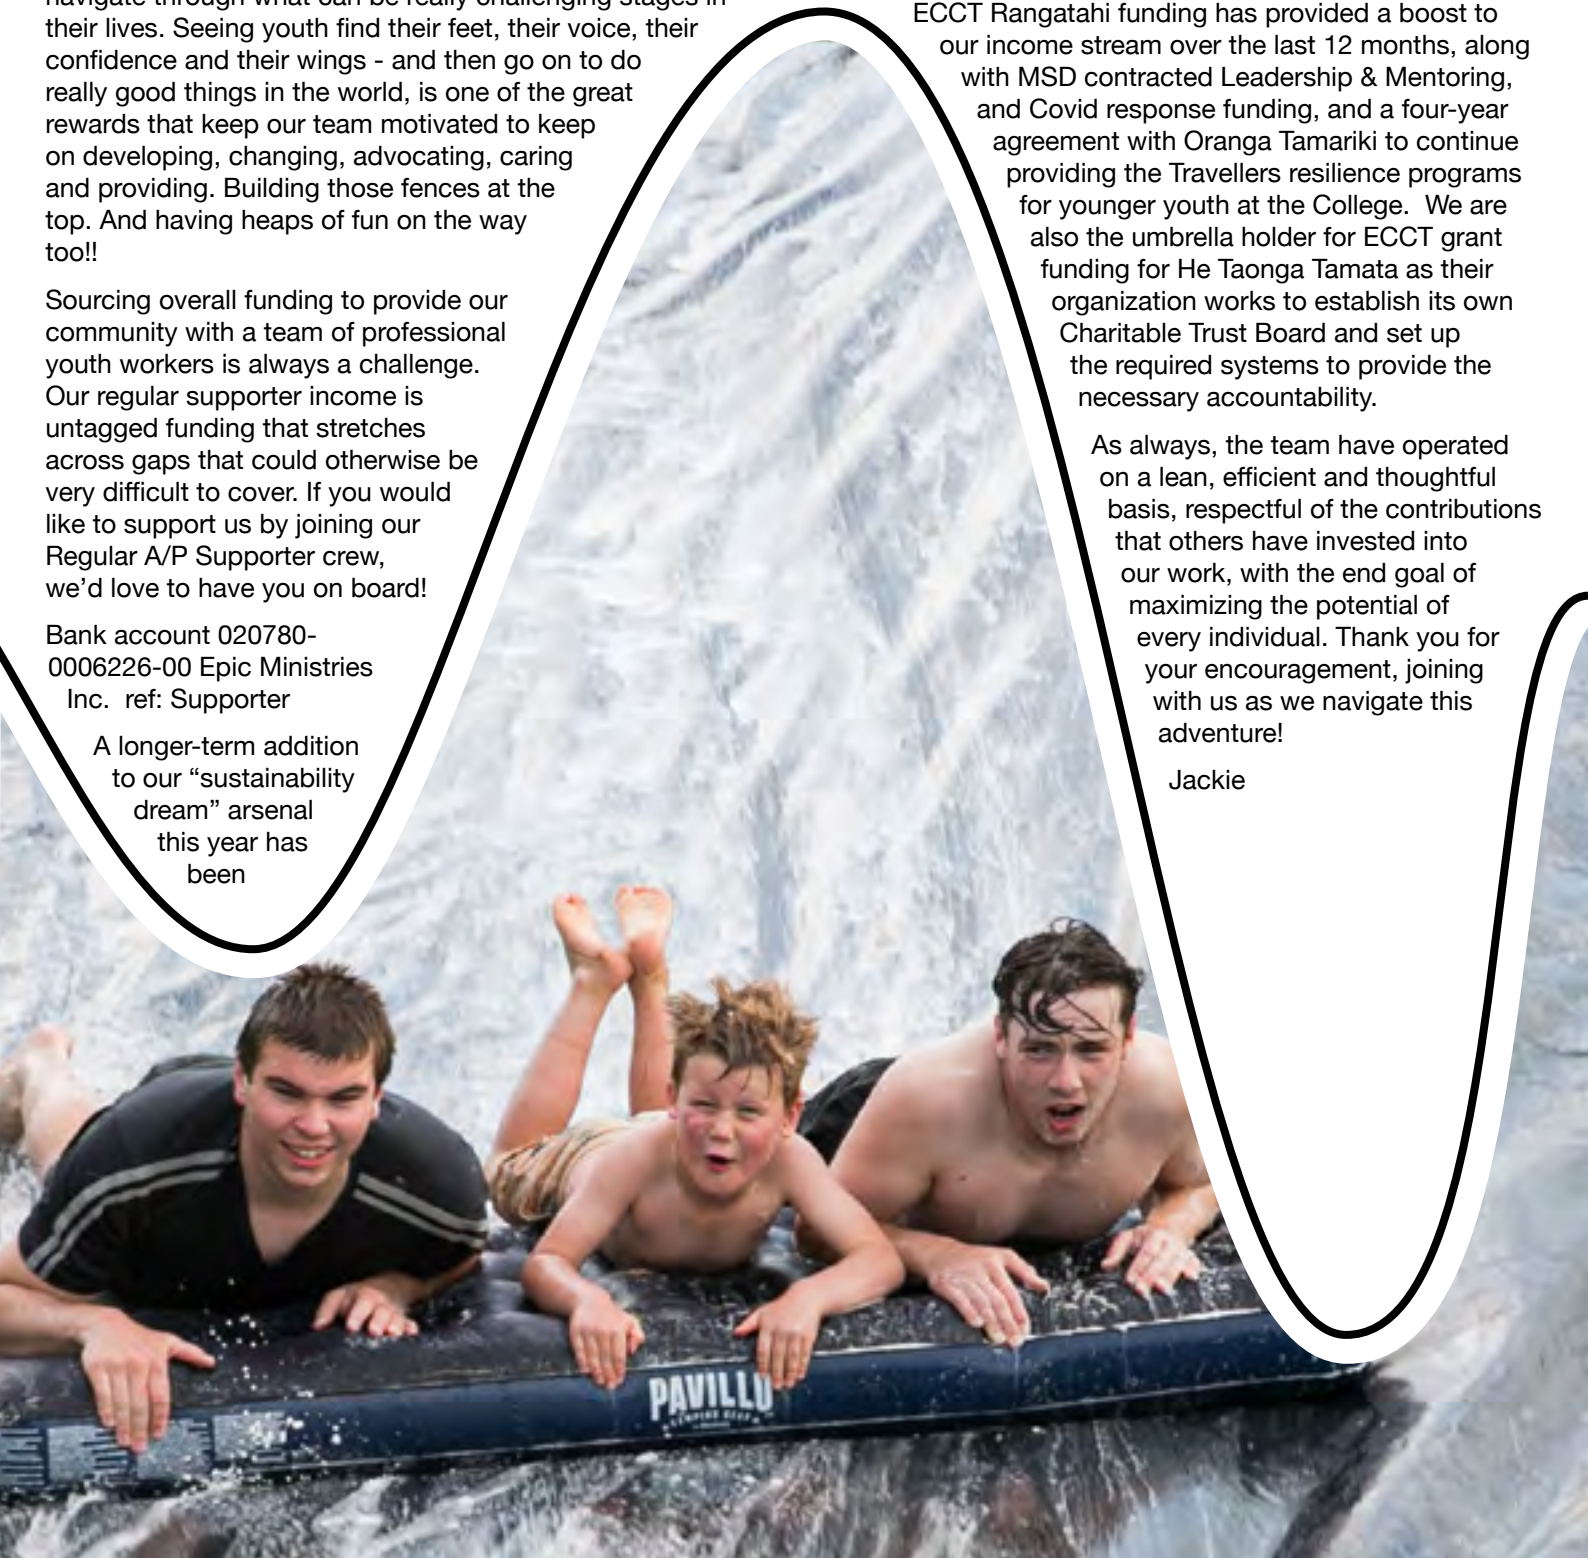 navigate through what can be really challenging stages in
their lives. Seeing youth find their feet, their voice, their
confidence and their wings - and then go on to do
really good things in the world, is one of the great
rewards that keep our team motivated to keep
on developing, changing, advocating, caring
and providing. Building those fences at the
top. And having heaps of fun on the way
too!!
Sourcing overall funding to provide our
community with a team of professional
youth workers is always a challenge.
Our regular supporter income is
untagged funding that stretches
across gaps that could otherwise be
very difficult to cover. If you would
like to support us by joining our
Regular A/P Supporter crew,
we’d love to have you on board!
Bank account 020780-
0006226-00 Epic Ministries
Inc.  ref: Supporter
A longer-term addition
to our “sustainability
dream” arsenal
this year has
been
ECCT Rangatahi funding has provided a boost to
our income stream over the last 12 months, along
with MSD contracted Leadership & Mentoring,
and Covid response funding, and a four-year
agreement with Oranga Tamariki to continue
providing the Travellers resilience programs
for younger youth at the College.  We are
also the umbrella holder for ECCT grant
funding for He Taonga Tamata as their
organization works to establish its own
Charitable Trust Board and set up
the required systems to provide the
necessary accountability.
As always, the team have operated
on a lean, efficient and thoughtful
basis, respectful of the contributions
that others have invested into
our work, with the end goal of
maximizing the potential of
every individual. Thank you for
your encouragement, joining
with us as we navigate this
adventure!
Jackie
PAVILLO